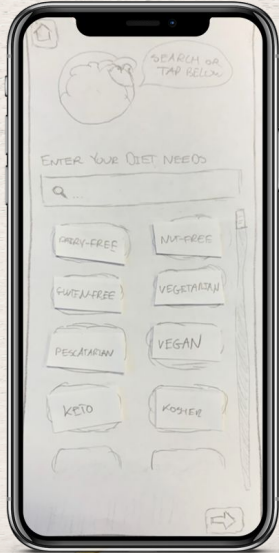 SEARCH OR
TAP BELOW
ENTER YOUR DIET NEEDS
...
DAIRY-FREE
NUT-FREE
GLUTEN-FREE
VEGETARIAN
PESCATARIAN
VEGAN
KETO
KOSHER